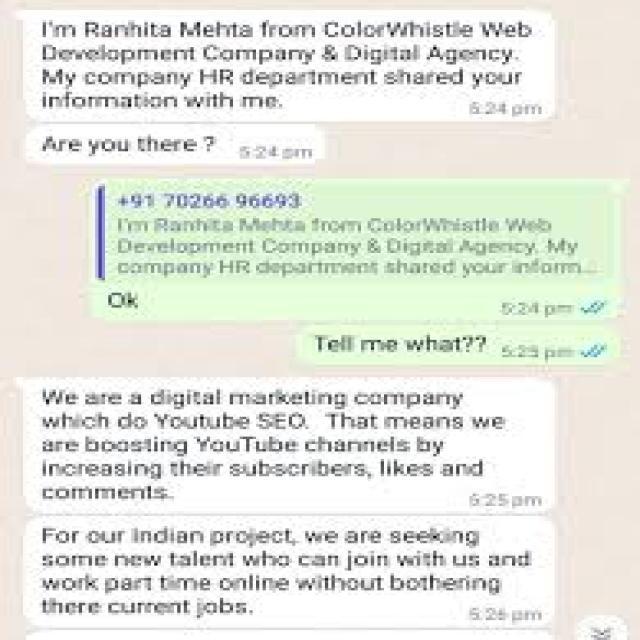 I'm Ranhita Mehta from ColorWhistle Web
Development Company & Digital Agency.
My company HR department shared your
information with me.
5:24 pm
Are you there ?
5:24 pm
+91 70266 96693
I'm Ranhita Mehta from ColorWhistle Web
Development Company & Digital Agency. My
company HR department shared your inform...
Ok
5:24 pm
Tell me what??
5:25 pm
We are a digital marketing company
which do Youtube SEO. That means we
are boosting YouTube channels by
increasing their subscribers, likes and
comments.
5:25 pm
For our Indian project, we are seeking
some new talent who can join with us and
work part time online without bothering
there current jobs.
5:26 pm